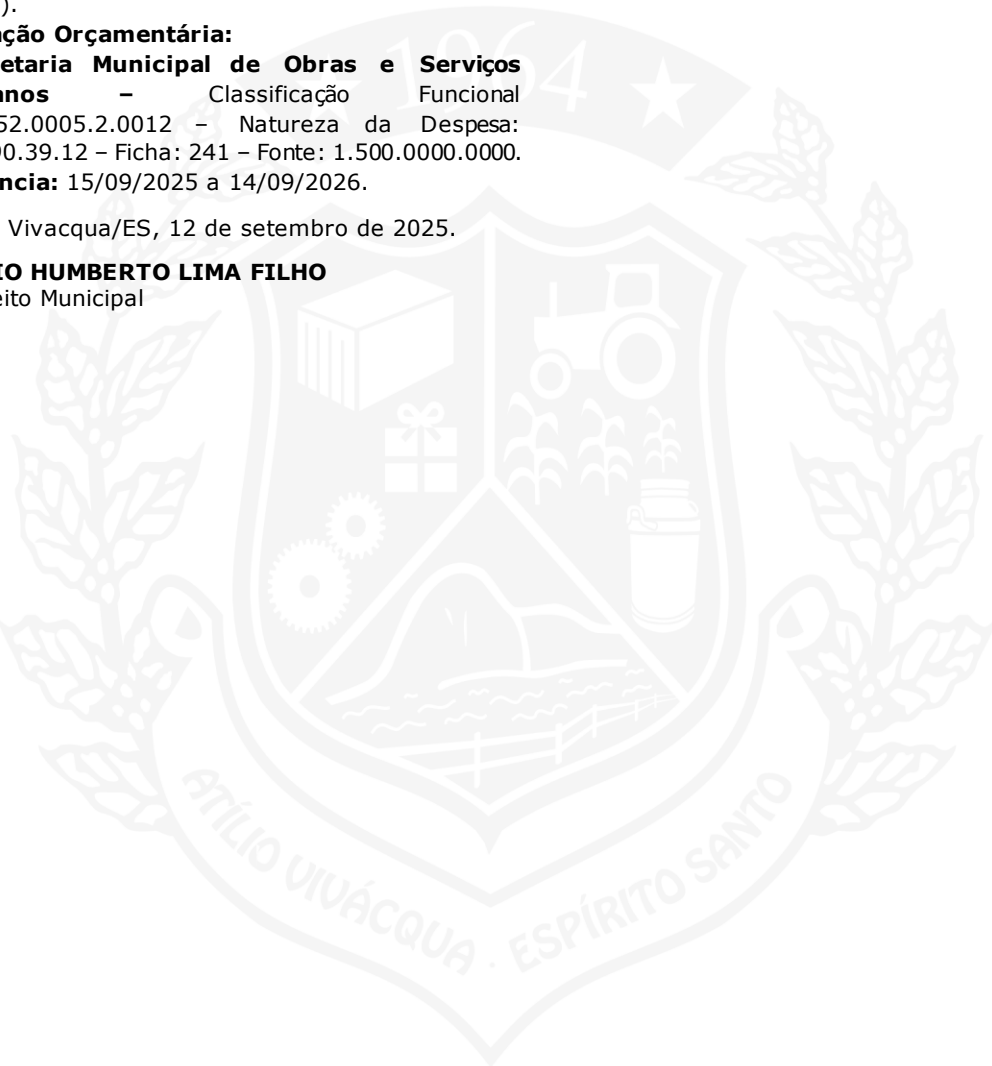 ).
ção Orçamentária:
etaria Municipal de Obras e Serviços
anos – Classificação Funcional
52.0005.2.0012 – Natureza da Despesa:
90.39.12 – Ficha: 241 – Fonte: 1.500.0000.0000.
ncia: 15/09/2025 a 14/09/2026.
Vivacqua/ES, 12 de setembro de 2025.
IO HUMBERTO LIMA FILHO
eito Municipal
1964
ATÍLIO VIVÁCQUA . ESPÍRITO SANTO